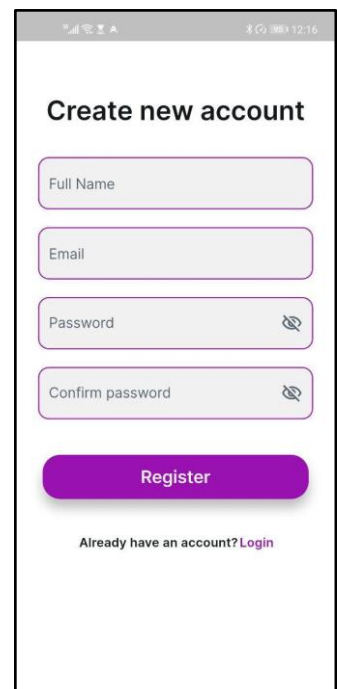 12:16
Create new account
Full Name
Email
Password
Confirm password
Register
Already have an account? Login